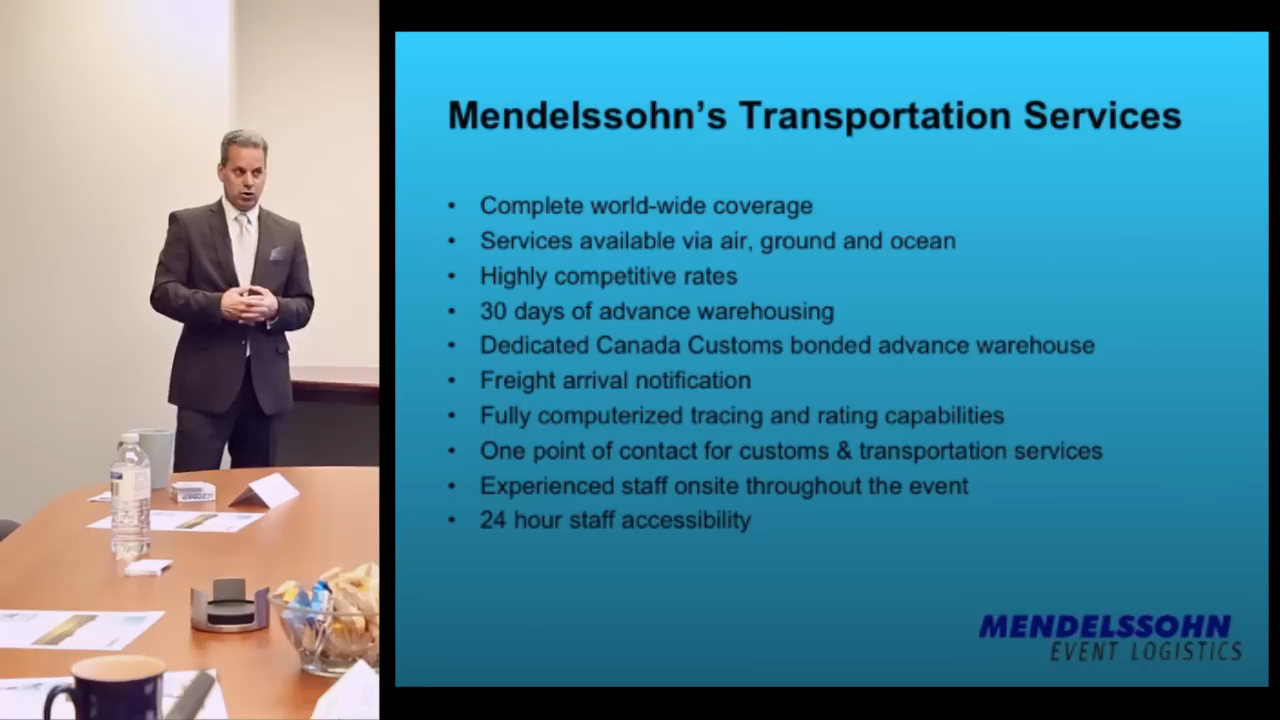 Mendelssohn's Transportation Services
• Complete world-wide coverage
• Services available via air, ground and ocean
• Highly competitive rates
• 30 days of advance warehousing
• Dedicated Canada Customs bonded advance warehouse
• Freight arrival notification
• Fully computerized tracing and rating capabilities
• One point of contact for customs & transportation services
• Experienced staff onsite throughout the event
• 24 hour staff accessibility
MENDELSSOHN
EVENT LOGISTICS